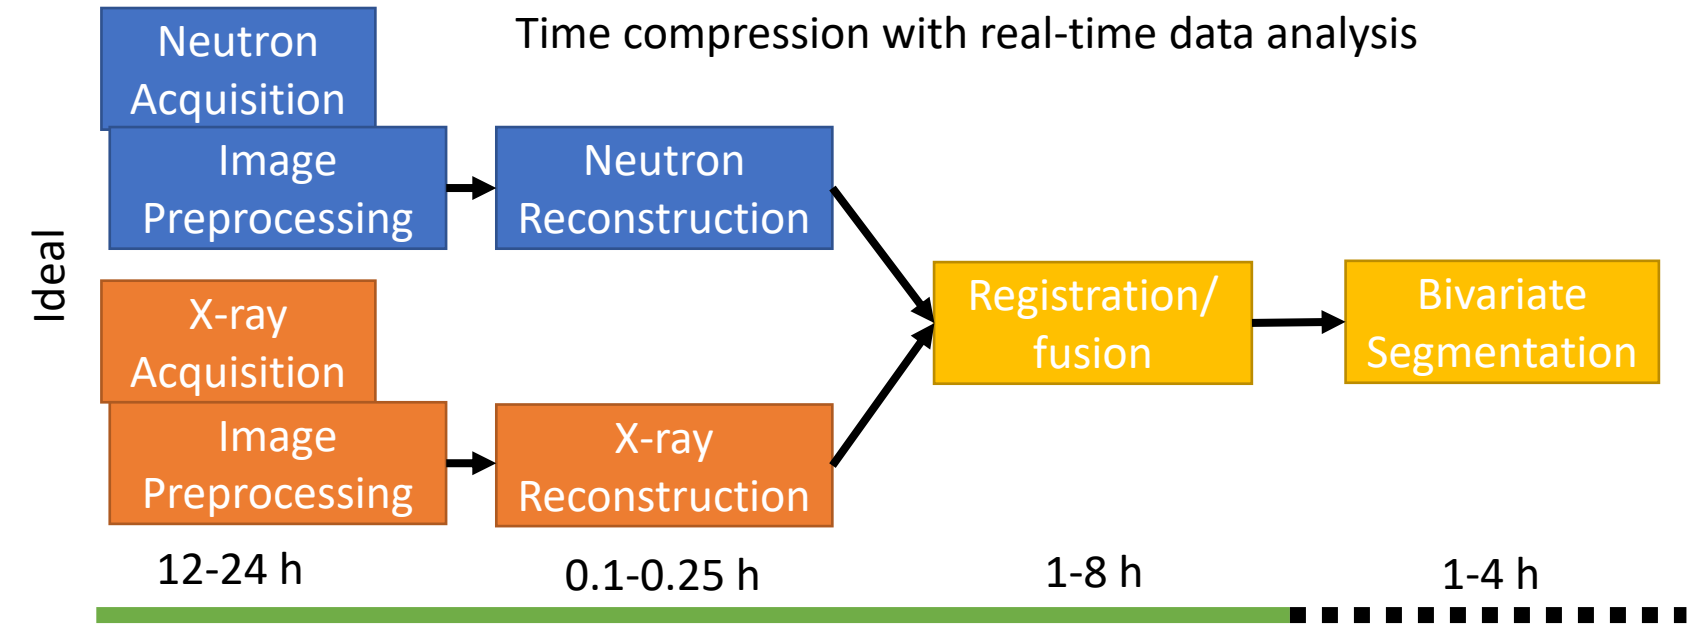 Time compression with real-time data analysis
Ideal
Neutron
Acquisition
Image
Preprocessing
Neutron
Reconstruction
X-ray
Acquisition
Image
Preprocessing
X-ray
Reconstruction
Registration/
fusion
Bivariate
Segmentation
12-24 h
0.1-0.25 h
1-8 h
1-4 h